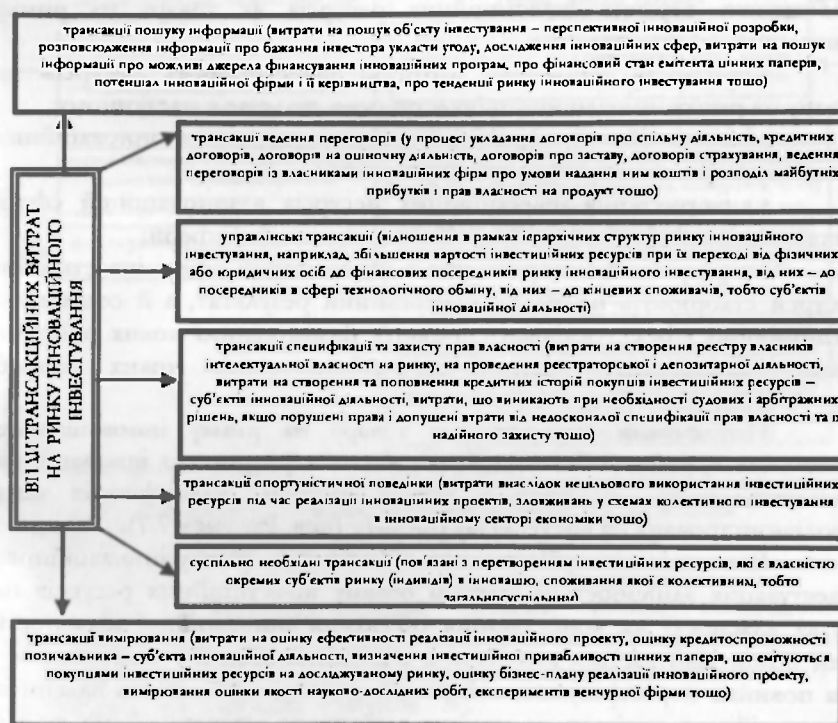 трансакції пошуку інформації (витрати на пошук об'єкту інвестування – перспективної інноваційної розробки,
розповсюдження інформації про бажання інвестора укласти угоду, дослідження інноваційних сфер, витрати на пошук
інформації про можливі джерела фінансування інноваційних програм, про фінансовий стан емітента цінних паперів,
потенціал інноваційної фірми і її керівництва, про тенденції ринку інноваційного інвестування тощо)
ВИДИ ТРАНСАКЦІЙНИХ ВИТРАТ
НА РИНКУ ІННОВАЦІЙНОГО
ІНВЕСТУВАННЯ
трансакції ведення переговорів (у процесі укладання договорів про спільну діяльність, кредитних
договорів, договорів на оціночну діяльність, договорів про заставу, договорів страхування, ведення
переговорів із власниками інноваційних фірм про умови надання ним коштів і розподіл майбутніх
прибутків і прав власності на продукт тощо)
управлінські трансакції (відношення в рамках ієрархічних структур ринку інноваційного
інвестування, наприклад, збільшення вартості інвестиційних ресурсів при їх переході від фізичних
або юридичних осіб до фінансових посередників ринку інноваційного інвестування, від них – до
посередників в сфері технологічного обміну, від них – до кінцевих споживачів, тобто суб'єктів
інноваційної діяльності)
трансакції специфікації та захисту прав власності (витрати на створення реєстру власників
інтелектуальної власності на ринку, на проведення реєстраторської і депозитарної діяльності,
витрати на створення та поповнення кредитних історій покупців інвестиційних ресурсів –
суб'єктів інноваційної діяльності, витрати, що виникають при необхідності судових і арбітражних
рішень, якщо порушені права і допущені втрати від недосконалої специфікації прав власності та їх
надійного захисту тощо)
трансакції опортуністичної поведінки (витрати внаслідок нецільового використання інвестиційних
ресурсів під час реалізації інноваційних проектів, зловживань у схемах колективного інвестування
в інноваційному секторі економіки тощо)
суспільно необхідні трансакції (пов'язані з перетворенням інвестиційних ресурсів, які є власністю
окремих суб'єктів ринку (індивідів) в інновацію, споживання якої є колективним, тобто
загальносуспільним)
трансакції вимірювання (витрати на оцінку ефективності реалізації інноваційного проекту, оцінку кредитоспроможності
позичальника – суб'єкта інноваційної діяльності, визначення інвестиційної привабливості цінних паперів, що емітуються
покупцями інвестиційних ресурсів на досліджуваному ринку, оцінку бізнес-плану реалізації інноваційного проекту,
вимірювання оцінки якості науково-дослідних робіт, експериментів венчурної фірми тощо)